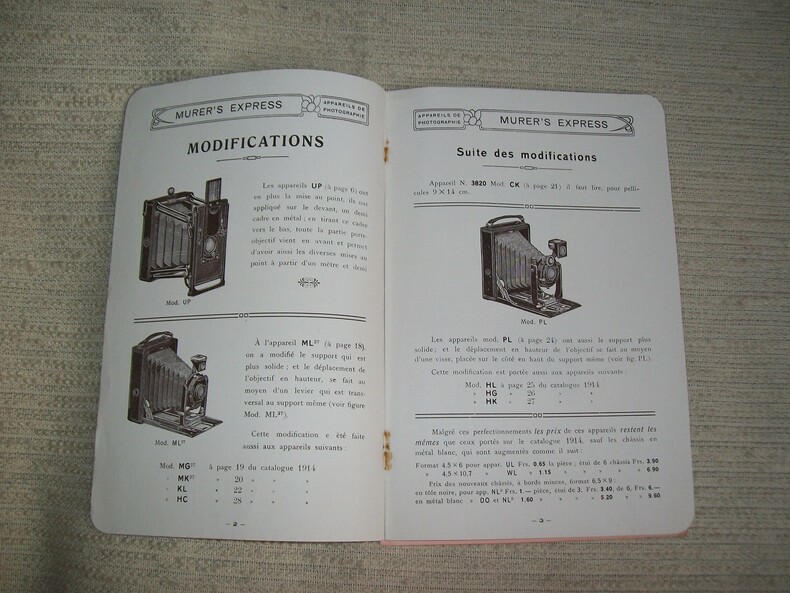 MURER'S EXPRESS
APPAREILS DE
PHOTOGRAPHIE
MODIFICATIONS
Les appareils UP (à page 6) ont
en plus la mise au point, ils ont
appliqué sur le devant, un demi
cadre en métal ; en tirant ce cadre
vers le bas, toute la partie porte-
objectif vient en avant et permet
d'avoir aussi les diverses mises au
point à partir d'un mètre et demi
Mod. UP
À l'appareil ML²ᵀ (à page 18),
on a modifié le support qui est
plus solide ; et le déplacement de
l'objectif en hauteur, se fait au
moyen d'un levier qui est trans-
versal au support même (voir figure
Mod. ML²ᵀ).
Mod. ML²ᵀ
Cette modification e été faite
aussi aux appareils suivants :
Mod. MG²ᵀ à page 19 du catalogue 1914
» MK²ᵀ » 20 » » »
» KL » 22 » » »
» HC » 28 » » »
— 2 —
APPAREILS DE
PHOTOGRAPHIE
MURER'S EXPRESS
Suite des modifications
Appareil N. 3820 Mod. CK (à page 21) il faut lire, pour pelli-
cules 9 × 14 cm.
Mod. PL
Les appareils mod. PL (à page 24) ont aussi le support plus
solide ; et le déplacement en hauteur de l'objectif se fait au moyen
d'une visse, placée sur le côté en haut du support même (voir fig. PL).
Cette modification est portée aussi aux appareils suivants :
Mod. HL à page 25 du catalogue 1914
» HG » 26 » »
» HK » 27 » »
Malgré ces perfectionnements les prix de ces appareils restent les
mêmes que ceux portés sur le catalogue 1914, sauf les châssis en
métal blanc, qui sont augmentés comme il suit :
Format 4,5 × 6 pour appar. UL Frs. 0.65 la pièce, étui de 6 châssis Frs. 3.90
» 4,5 × 10,7 » WL » 1.15 » » » » 6.90
Prix des nouveaux châssis, à bords minces, format 6,5 × 9 :
en tôle noire, pour app. NL² Frs. 1.— pièce, étui de 3, Frs. 3.40, de 6, Frs. 6.—
en métal blanc » DO et NL² 1.60 » » » 5.20 » » 9.60
— 3 —